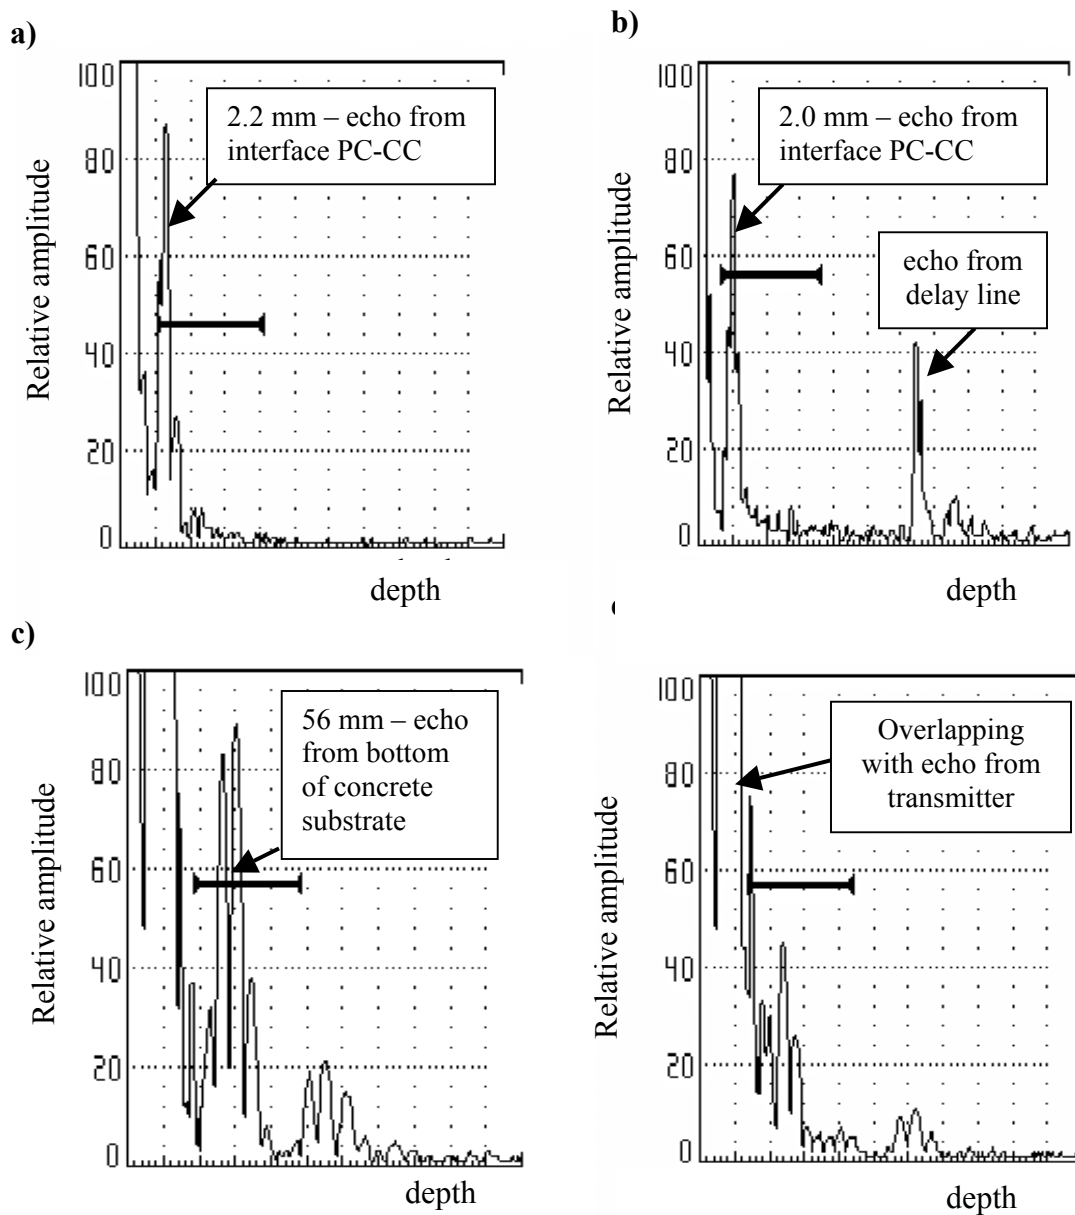 a)
100
80
60
40
20
0
Relative amplitude
2.2 mm – echo from
interface PC-CC
depth
b)
100
80
60
40
20
0
Relative amplitude
2.0 mm – echo from
interface PC-CC
echo from
delay line
depth
c)
100
80
60
40
20
0
Relative amplitude
56 mm – echo
from bottom
of concrete
substrate
depth
100
80
60
40
20
0
Relative amplitude
Overlapping
with echo from
transmitter
depth